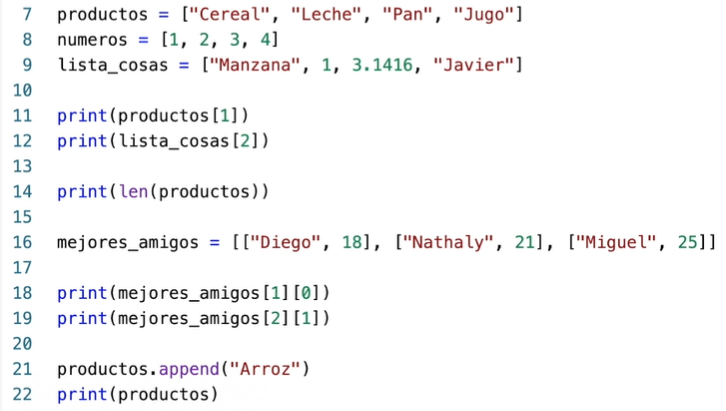 7 productos = ["Cereal", "Leche", "Pan", "Jugo"]
8 numeros = [1, 2, 3, 4]
9 lista_cosas = ["Manzana", 1, 3.1416, "Javier"]
10
11 print(productos[1])
12 print(lista_cosas[2])
13
14 print(len(productos))
15
16 mejores_amigos = [["Diego", 18], ["Nathaly", 21], ["Miguel", 25]]
17
18 print(mejores_amigos[1][0])
19 print(mejores_amigos[2][1])
20
21 productos.append("Arroz")
22 print(productos)